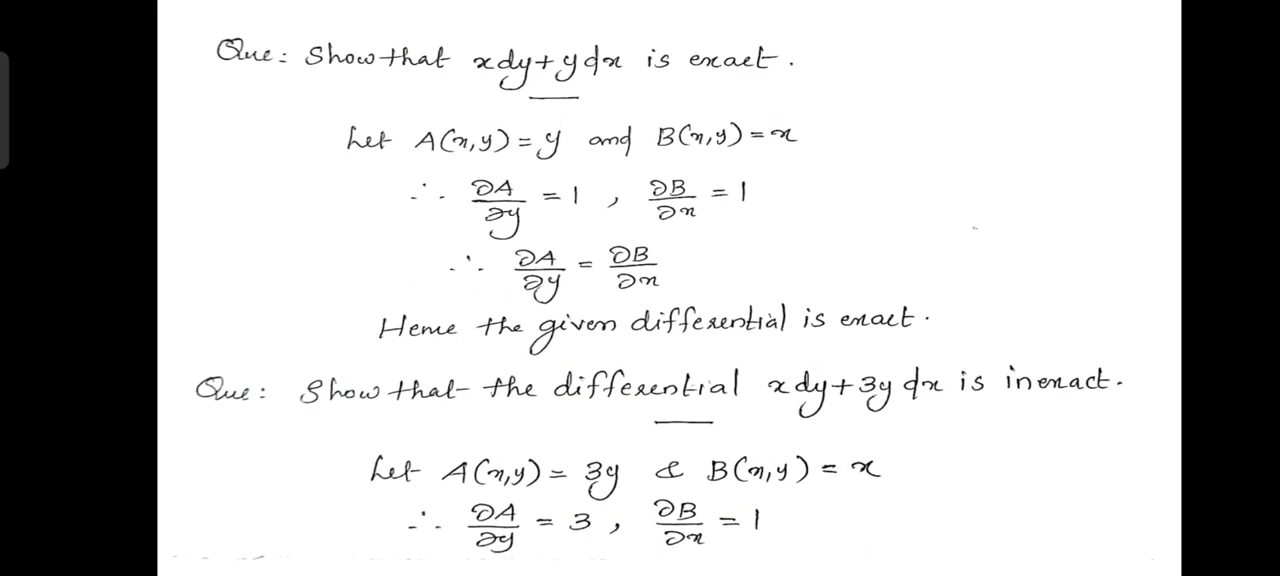 Que: Show that xdy+ydx is exact.
Let A(x,y)=y and B(x,y)=x
∴ ∂A/∂y = 1 , ∂B/∂x = 1
∴ ∂A/∂y = ∂B/∂x
Hence the given differential is exact.
Que: Show that the differential xdy+3ydx is inexact.
Let A(x,y) = 3y & B(x,y) = x
∴ ∂A/∂y = 3 , ∂B/∂x = 1